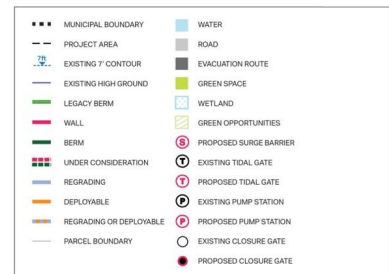 MUNICIPAL BOUNDARY
PROJECT AREA
7ft
EXISTING 7' CONTOUR
EXISTING HIGH GROUND
LEGACY BERM
WALL
BERM
UNDER CONSIDERATION
REGRADING
DEPLOYABLE
REGRADING OR DEPLOYABLE
PARCEL BOUNDARY
WATER
ROAD
EVACUATION ROUTE
GREEN SPACE
WETLAND
GREEN OPPORTUNITIES
S PROPOSED SURGE BARRIER
T EXISTING TIDAL GATE
T PROPOSED TIDAL GATE
P EXISTING PUMP STATION
P PROPOSED PUMP STATION
EXISTING CLOSURE GATE
PROPOSED CLOSURE GATE